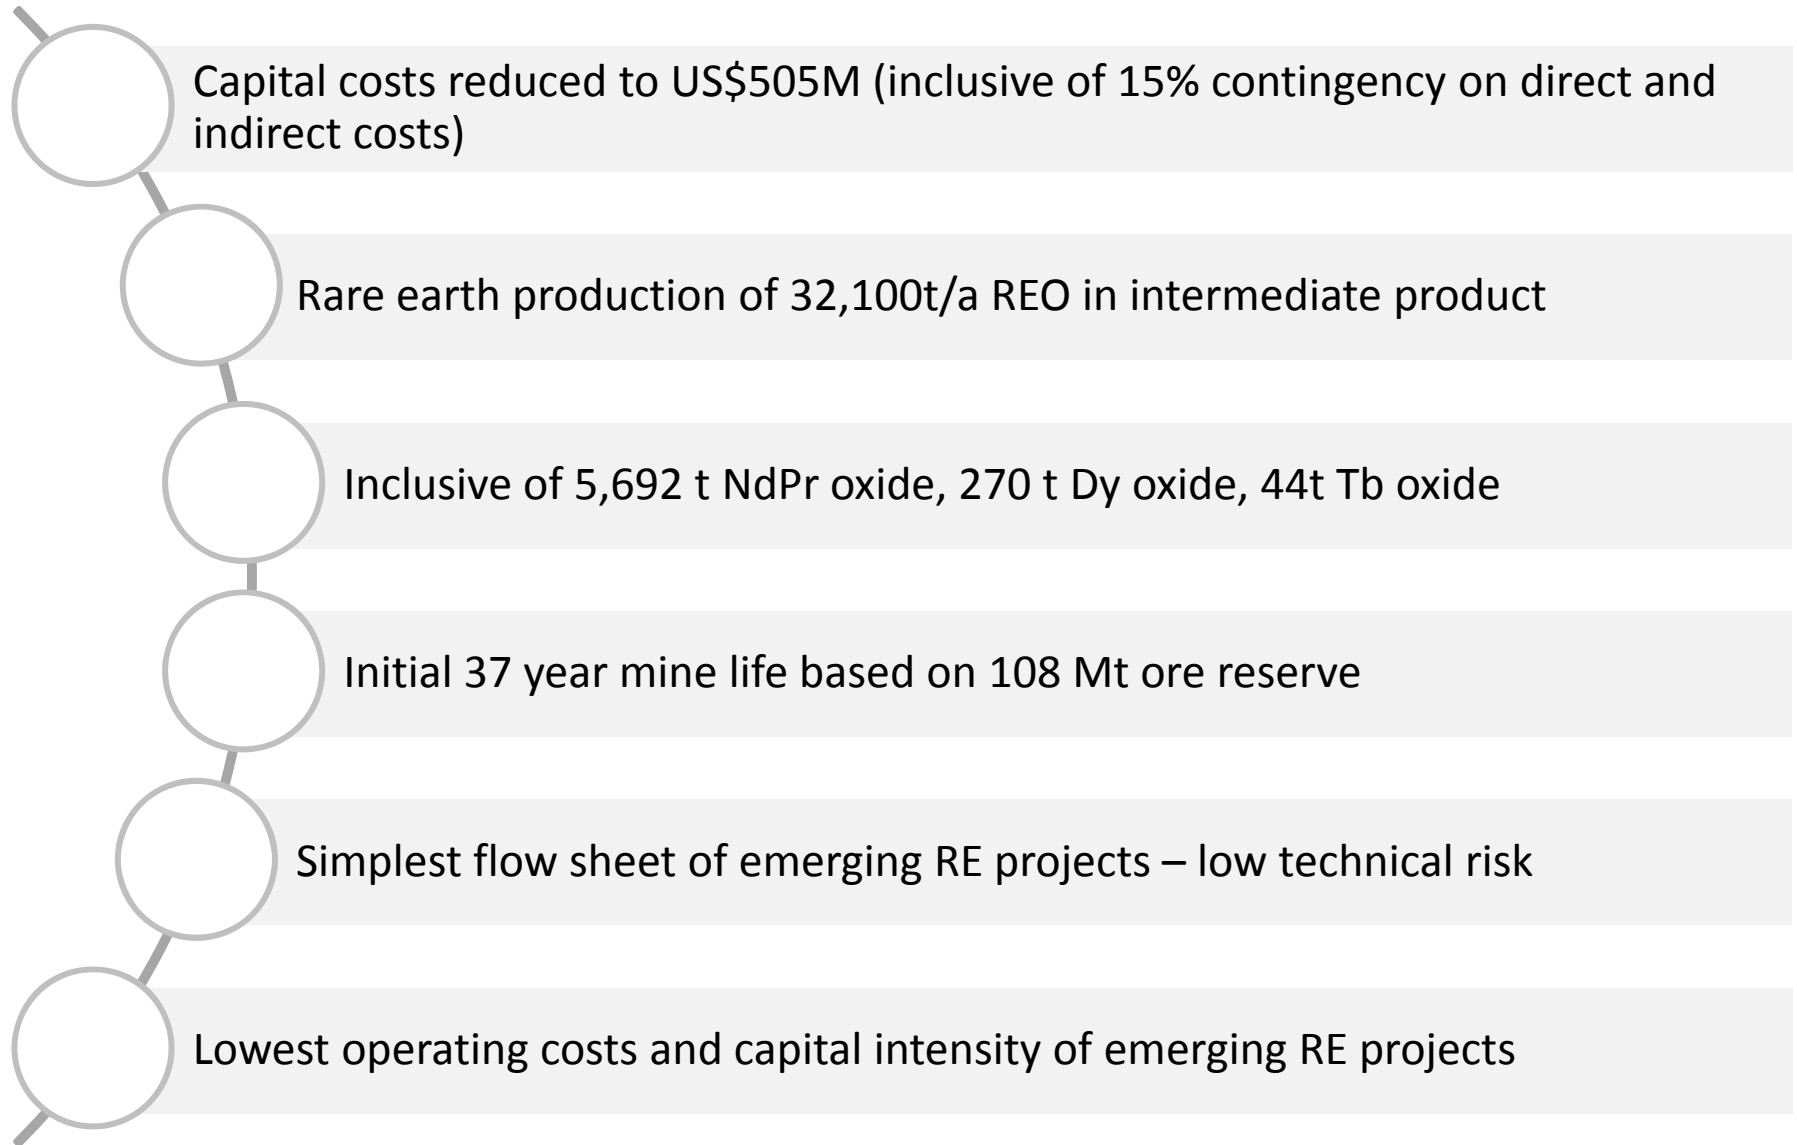 Capital costs reduced to US$505M (inclusive of 15% contingency on direct and
indirect costs)
Rare earth production of 32,100t/a REO in intermediate product
Inclusive of 5,692 t NdPr oxide, 270 t Dy oxide, 44t Tb oxide
Initial 37 year mine life based on 108 Mt ore reserve
Simplest flow sheet of emerging RE projects – low technical risk
Lowest operating costs and capital intensity of emerging RE projects